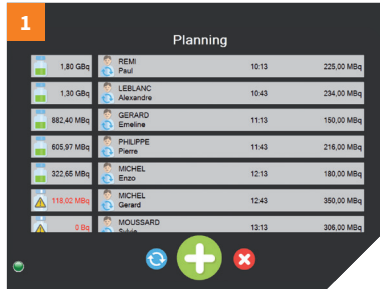 1
Planning
1,80 GBq REMI Paul 10:13 225,00 MBq
1,30 GBq LEBLANC Alexandre 10:43 234,00 MBq
882,40 MBq GERARD Emeline 11:13 150,00 MBq
605,97 MBq PHILIPPE Pierre 11:43 216,00 MBq
322,65 MBq MICHEL Enzo 12:13 180,00 MBq
118,02 MBq MICHEL Gerard 12:43 350,00 MBq
0 Bq MOUSSARD 13:13 306,00 MBq